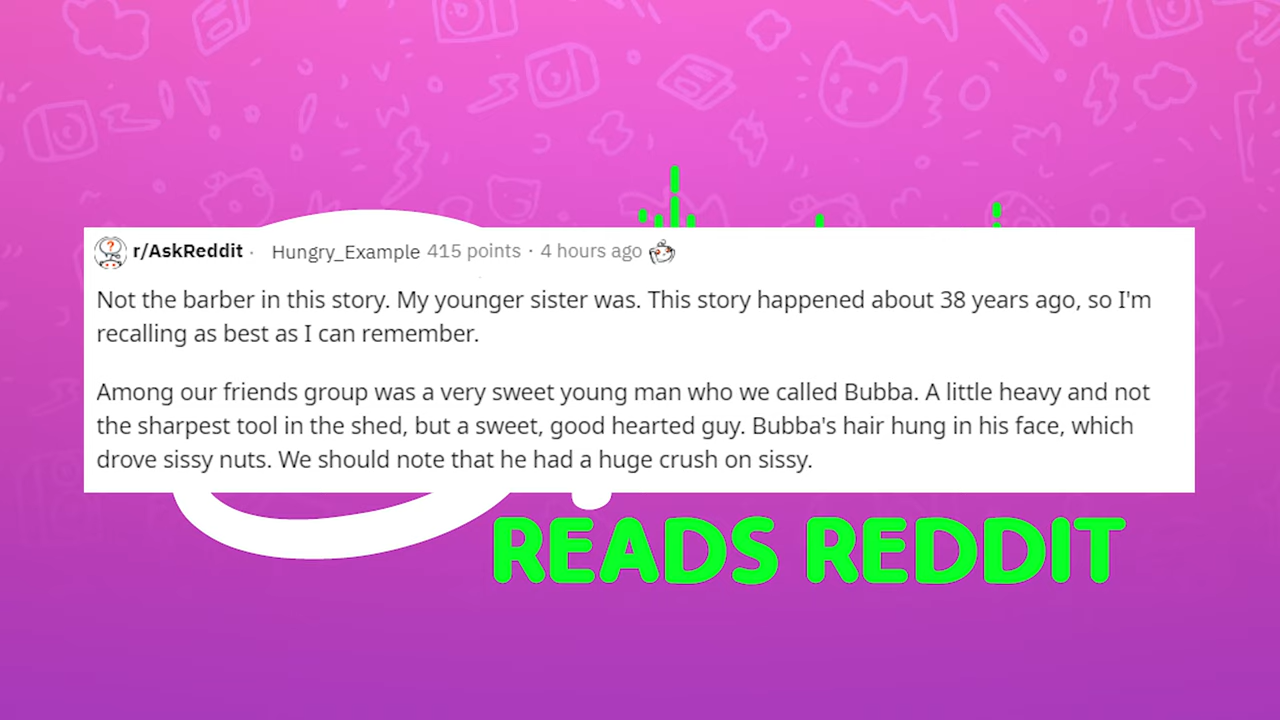 r/AskReddit · Hungry_Example 415 points · 4 hours ago
Not the barber in this story. My younger sister was. This story happened about 38 years ago, so I'm
recalling as best as I can remember.
Among our friends group was a very sweet young man who we called Bubba. A little heavy and not
the sharpest tool in the shed, but a sweet, good hearted guy. Bubba's hair hung in his face, which
drove sissy nuts. We should note that he had a huge crush on sissy.
READS REDDIT